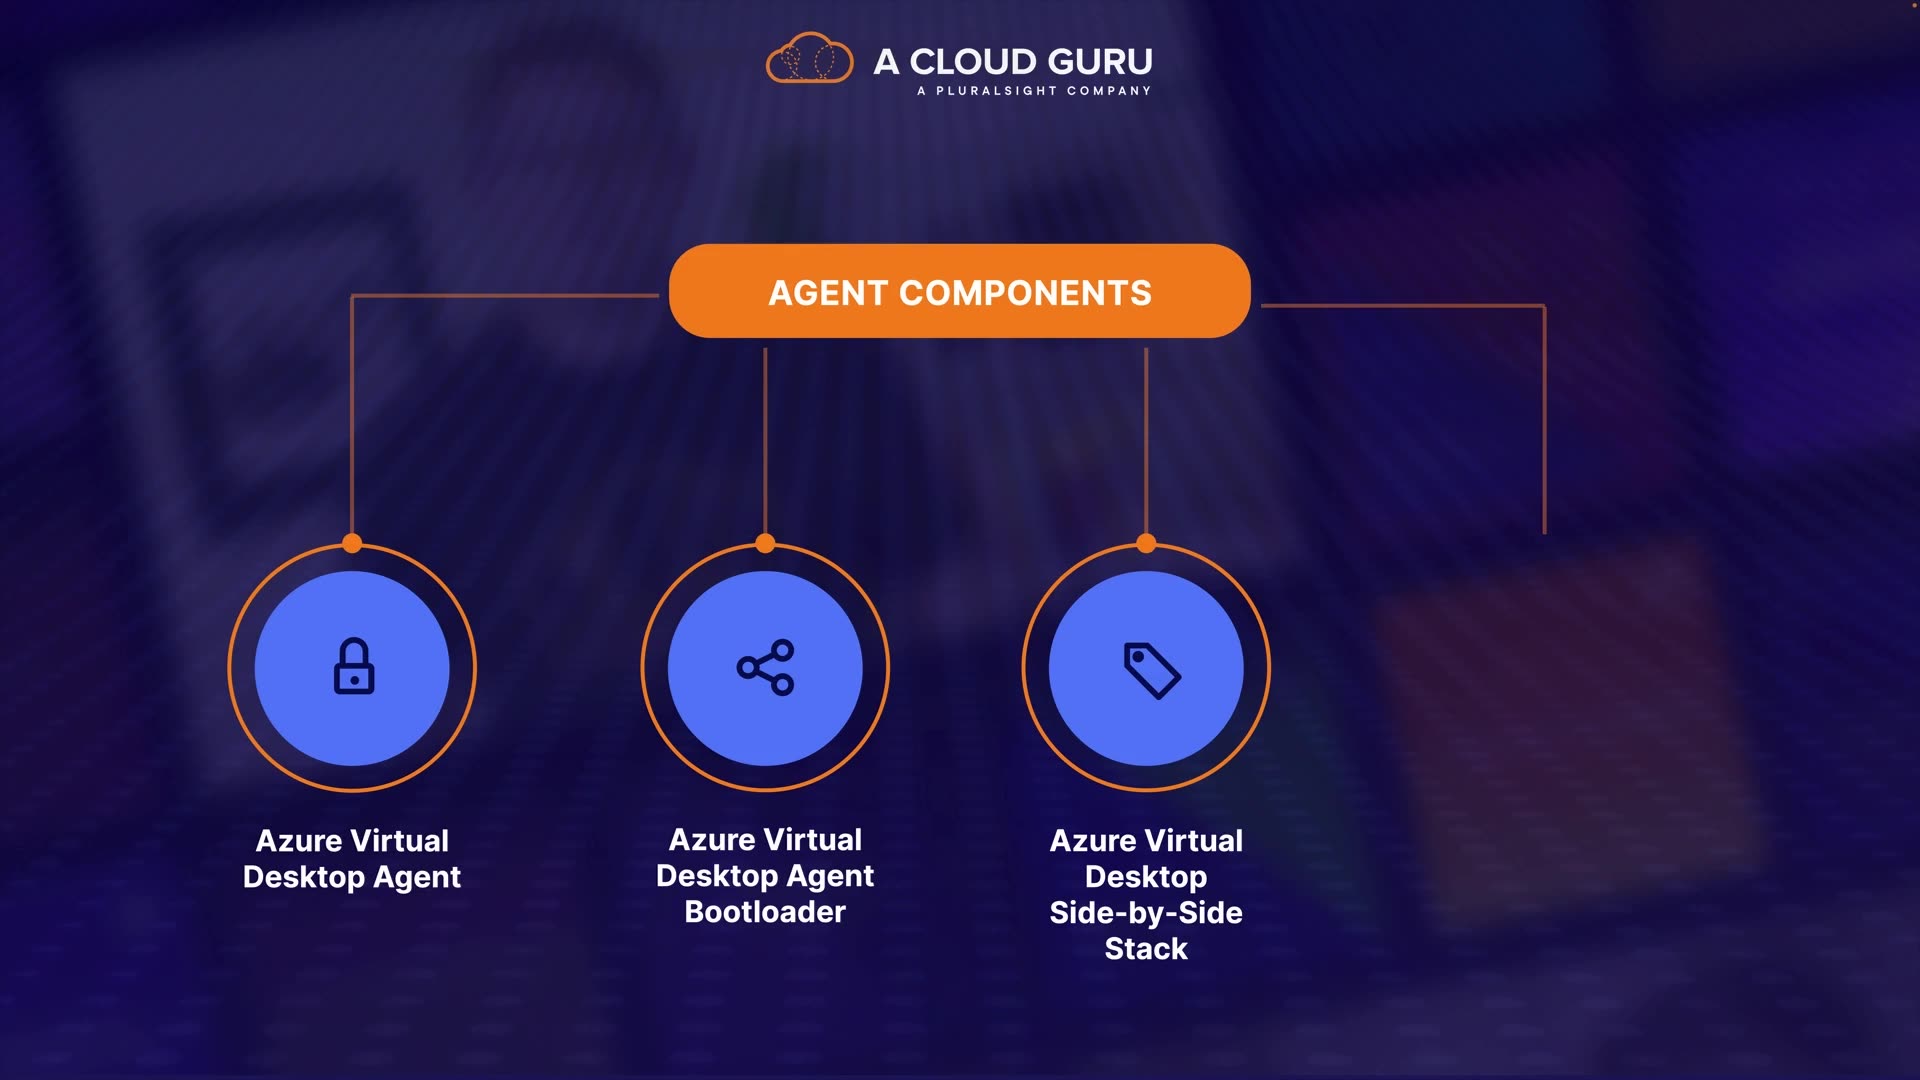 A CLOUD GURU
A PLURALSIGHT COMPANY
AGENT COMPONENTS
Azure Virtual
Desktop Agent
Azure Virtual
Desktop Agent
Bootloader
Azure Virtual
Desktop
Side-by-Side
Stack